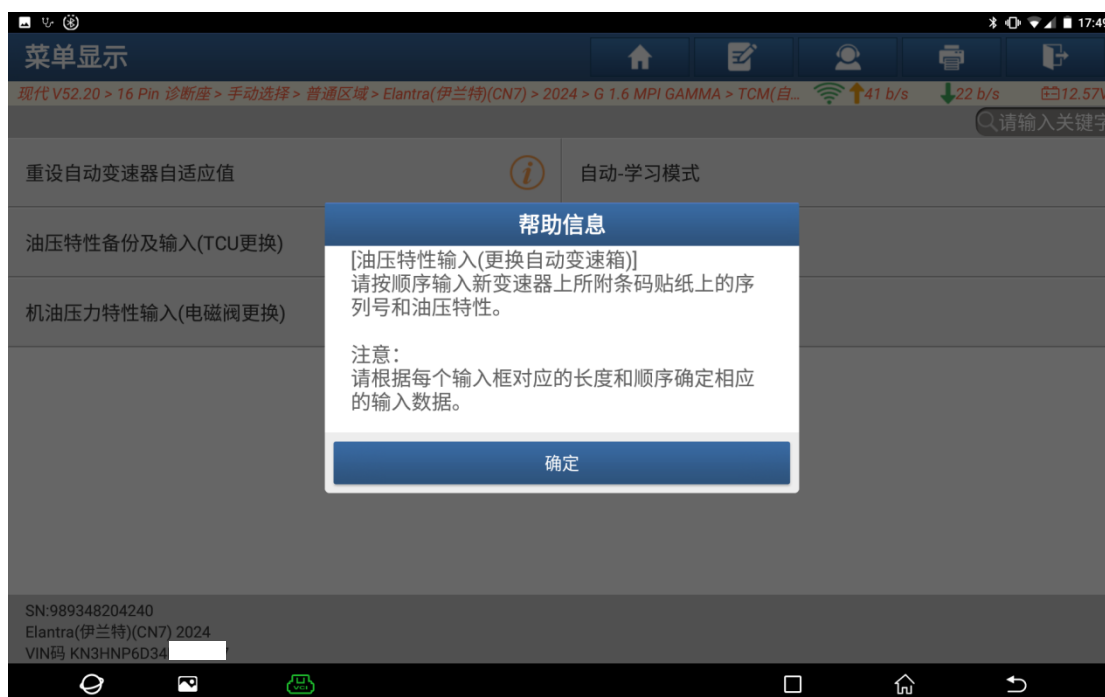 17:49
菜单显示
现代 V52.20 > 16 Pin 诊断座 > 手动选择 > 普通区域 > Elantra(伊兰特)(CN7) > 2024 > G 1.6 MPI GAMMA > TCM(自... 41 b/s 22 b/s 12.57V
请输入关键字
重设自动变速器自适应值 自动-学习模式
油压特性备份及输入(TCU更换)
机油压力特性输入(电磁阀更换)
帮助信息
[油压特性输入(更换自动变速箱)]
请按顺序输入新变速器上所附条码贴纸上的序
列号和油压特性。
注意:
请根据每个输入框对应的长度和顺序确定相应
的输入数据。
确定
SN:989348204240
Elantra(伊兰特)(CN7) 2024
VIN码 KN3HNP6D34
VCI